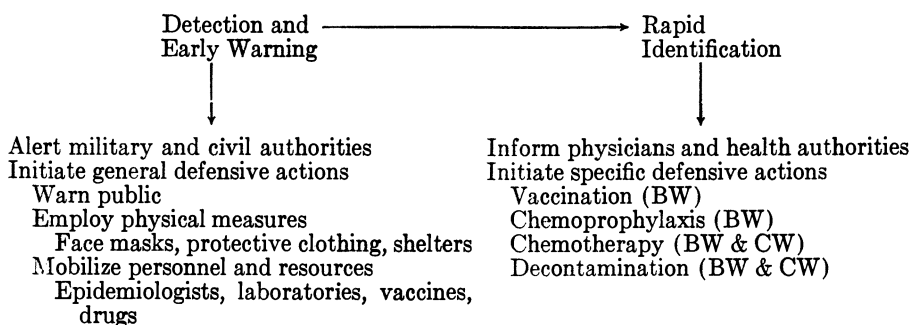 Detection and
Early Warning
Rapid
Identification
Alert military and civil authorities
Initiate general defensive actions
Warn public
Employ physical measures
Face masks, protective clothing, shelters
Mobilize personnel and resources
Epidemiologists, laboratories, vaccines,
drugs
Inform physicians and health authorities
Initiate specific defensive actions
Vaccination (BW)
Chemoprophylaxis (BW)
Chemotherapy (BW & CW)
Decontamination (BW & CW)